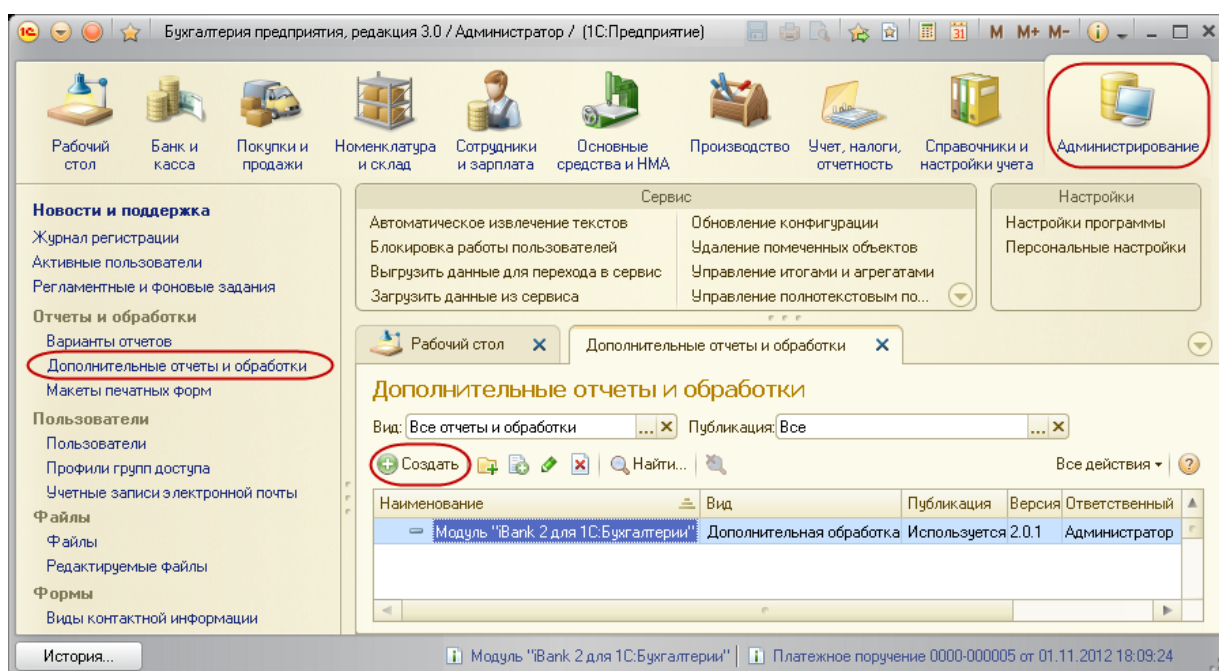 Бухгалтерия предприятия, редакция 3.0 / Администратор / (1С:Предприятие) M M+ M-
Рабочий стол
Банк и касса
Покупки и продажи
Номенклатура и склад
Сотрудники и зарплата
Основные средства и НМА
Производство
Учет, налоги, отчетность
Справочники и настройки учета
Администрирование
Новости и поддержка
Журнал регистрации
Активные пользователи
Регламентные и фоновые задания
Отчеты и обработки
Варианты отчетов
Дополнительные отчеты и обработки
Макеты печатных форм
Пользователи
Пользователи
Профили групп доступа
Учетные записи электронной почты
Файлы
Файлы
Редактируемые файлы
Формы
Виды контактной информации
Сервис
Автоматическое извлечение текстов
Блокировка работы пользователей
Выгрузить данные для перехода в сервис
Загрузить данные из сервиса
Обновление конфигурации
Удаление помеченных объектов
Управление итогами и агрегатами
Управление полнотекстовым по...
Настройки
Настройки программы
Персональные настройки
Рабочий стол
Дополнительные отчеты и обработки
Дополнительные отчеты и обработки
Вид: Все отчеты и обработки ... Публикация: Все ...
Создать Найти... Все действия
Наименование Вид Публикация Версия Ответственный
Модуль "iBank 2 для 1С:Бухгалтерии" Дополнительная обработка Используется 2.0.1 Администратор
История... Модуль "iBank 2 для 1С:Бухгалтерии" Платежное поручение 0000-000005 от 01.11.2012 18:09:24